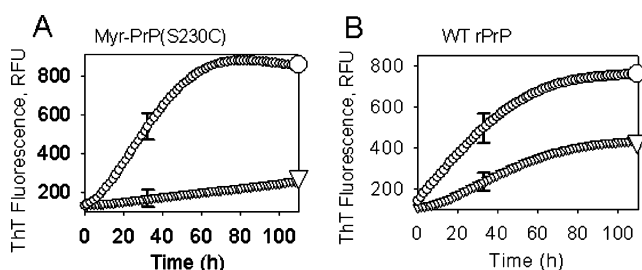 A Myr-PrP(S230C)
ThT Fluorescence, RFU
800
600
400
200
0 20 40 60 80 100
Time (h)
B WT rPrP
ThT Fluorescence, RFU
800
600
400
200
0 20 40 60 80 100
Time (h)